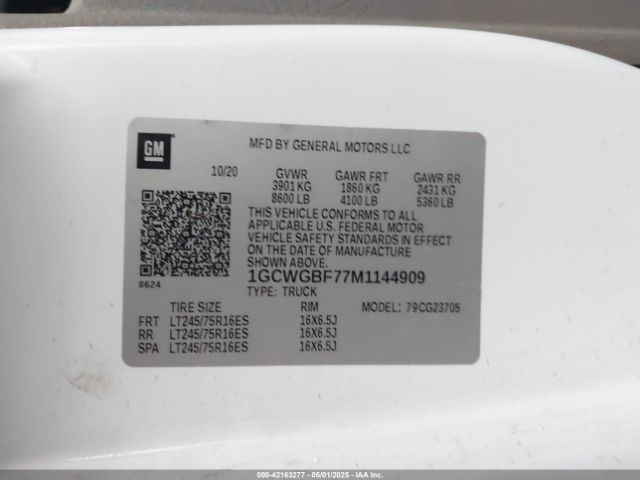 GM
MFD BY GENERAL MOTORS LLC
10/20 GVWR GAWR FRT GAWR RR
3901 KG 1860 KG 2431 KG
8600 LB 4100 LB 5360 LB
THIS VEHICLE CONFORMS TO ALL
APPLICABLE U.S. FEDERAL MOTOR
VEHICLE SAFETY STANDARDS IN EFFECT
ON THE DATE OF MANUFACTURE
SHOWN ABOVE.
8624
1GCWGBF77M1144909
TYPE: TRUCK MODEL: 79CG23705
TIRE SIZE RIM
FRT LT245/75R16ES 16X6.5J
RR LT245/75R16ES 16X6.5J
SPA LT245/75R16ES 16X6.5J
000-42163277 - 05/01/2025 - IAAI.com